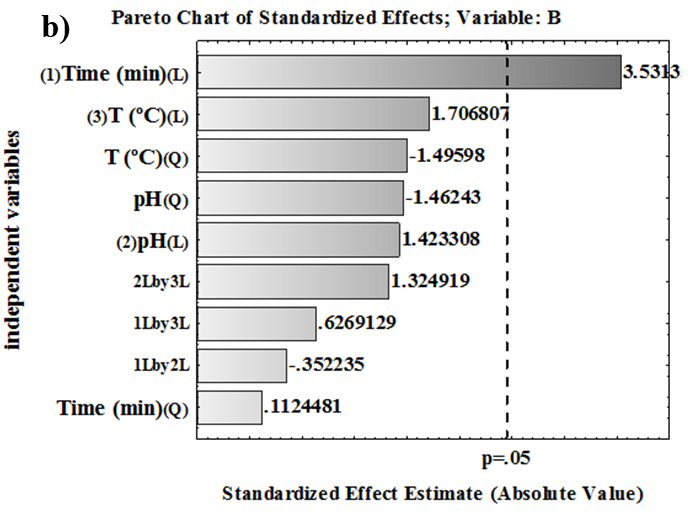 b)
Pareto Chart of Standardized Effects; Variable: B
independent variables
(1)Time (min)(L)
3.5313
(3)T (ºC)(L)
1.706807
T (ºC)(Q)
-1.49598
pH(Q)
-1.46243
(2)pH(L)
1.423308
2Lby3L
1.324919
1Lby3L
.6269129
1Lby2L
-.352235
Time (min)(Q)
.1124481
p=.05
Standardized Effect Estimate (Absolute Value)